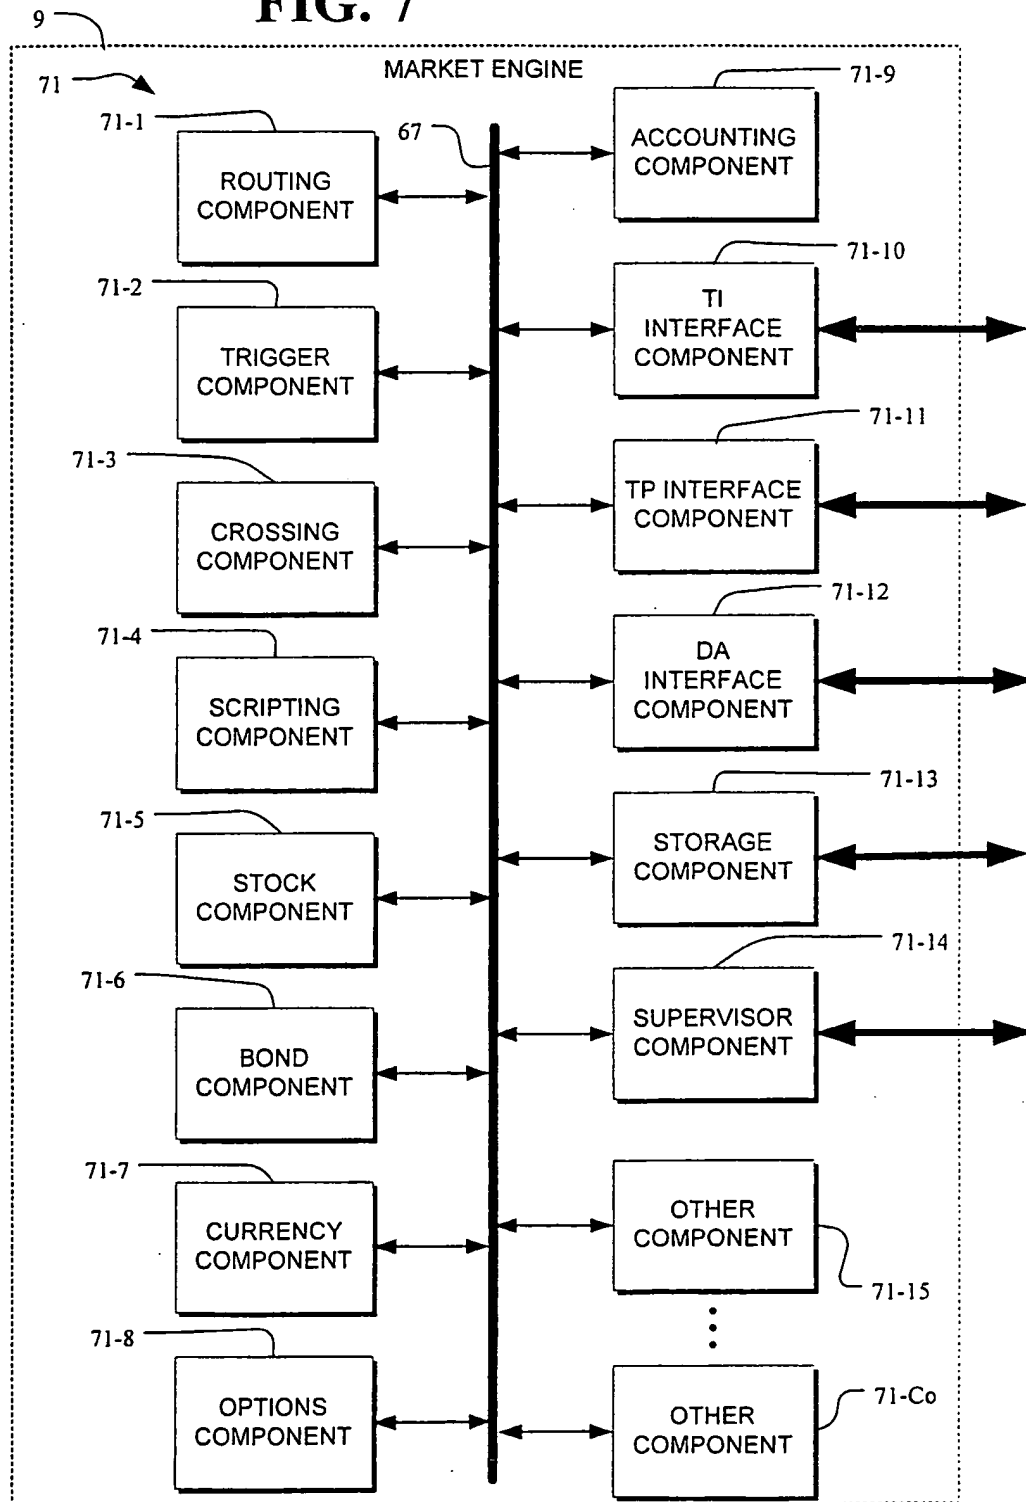 FIG. 7
9
MARKET ENGINE
71
71-1
ROUTING
COMPONENT
71-2
TRIGGER
COMPONENT
71-3
CROSSING
COMPONENT
71-4
SCRIPTING
COMPONENT
71-5
STOCK
COMPONENT
71-6
BOND
COMPONENT
71-7
CURRENCY
COMPONENT
71-8
OPTIONS
COMPONENT
67
71-9
ACCOUNTING
COMPONENT
71-10
TI
INTERFACE
COMPONENT
71-11
TP INTERFACE
COMPONENT
71-12
DA
INTERFACE
COMPONENT
71-13
STORAGE
COMPONENT
71-14
SUPERVISOR
COMPONENT
OTHER
COMPONENT
71-15
71-Co
OTHER
COMPONENT